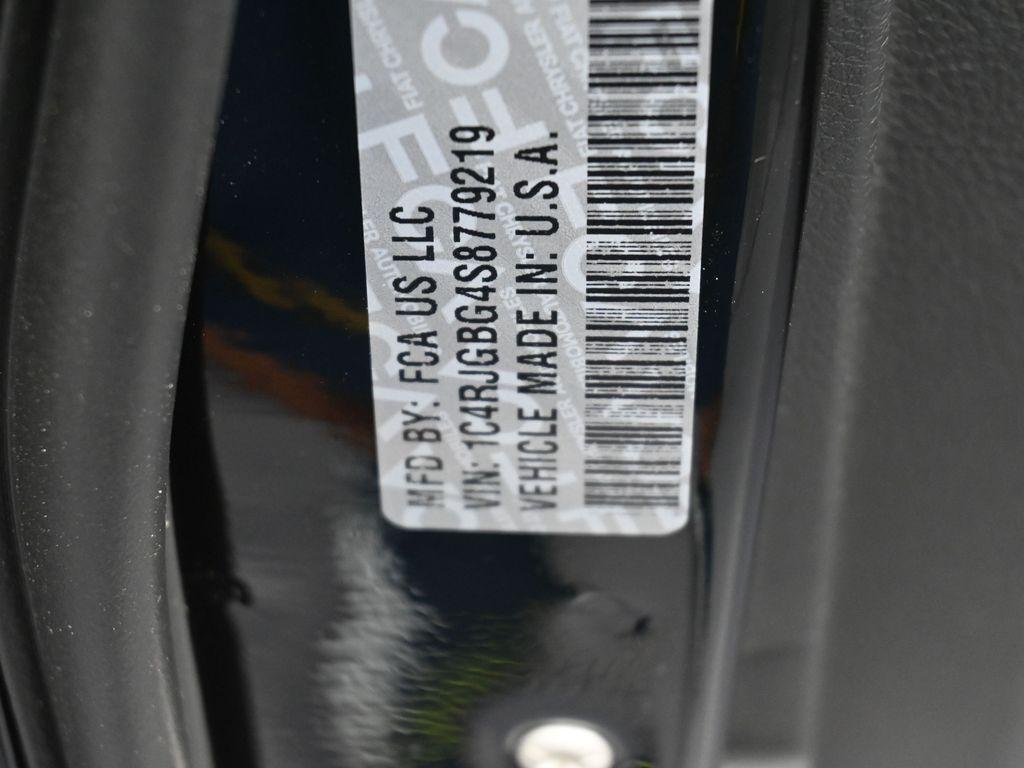 MFD BY: FCA US LLC
VIN: 1C4RJGBG4S8779219
VEHICLE MADE IN: U.S.A.